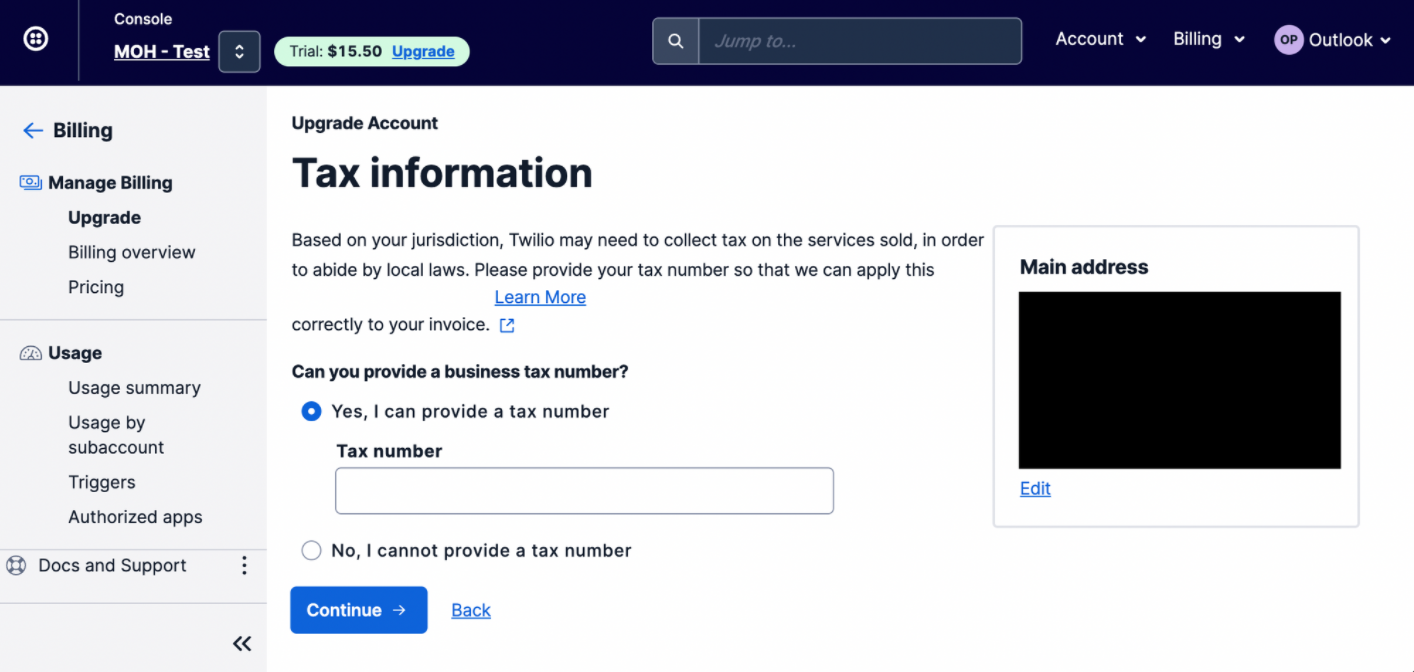 Console
MOH - Test
Trial: $15.50 Upgrade
Jump to...
Account
Billing
OP Outlook
Billing
Manage Billing
Upgrade
Billing overview
Pricing
Usage
Usage summary
Usage by
subaccount
Triggers
Authorized apps
Docs and Support
Upgrade Account
Tax information
Based on your jurisdiction, Twilio may need to collect tax on the services sold, in order
to abide by local laws. Please provide your tax number so that we can apply this
Learn More
correctly to your invoice.
Can you provide a business tax number?
Yes, I can provide a tax number
Tax number
No, I cannot provide a tax number
Continue →
Back
Main address
Edit